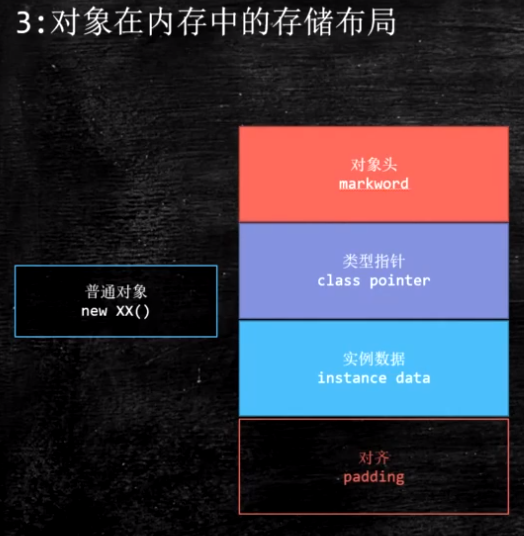 3:对象在内存中的存储布局
对象头
markword
类型指针
class pointer
普通对象
new XX()
实例数据
instance data
对齐
padding